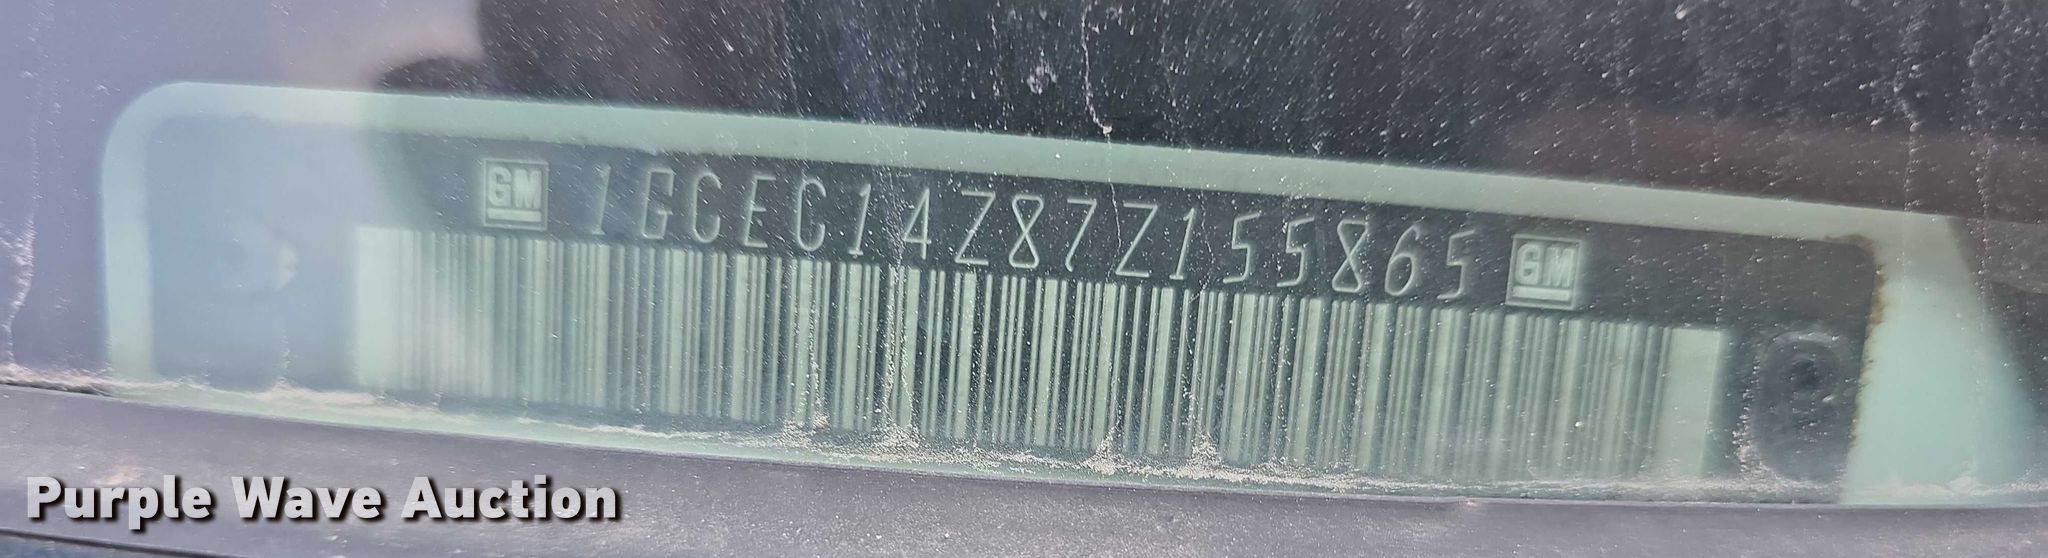 GM 1GCEC14Z87Z155865 GM
Purple Wave Auction